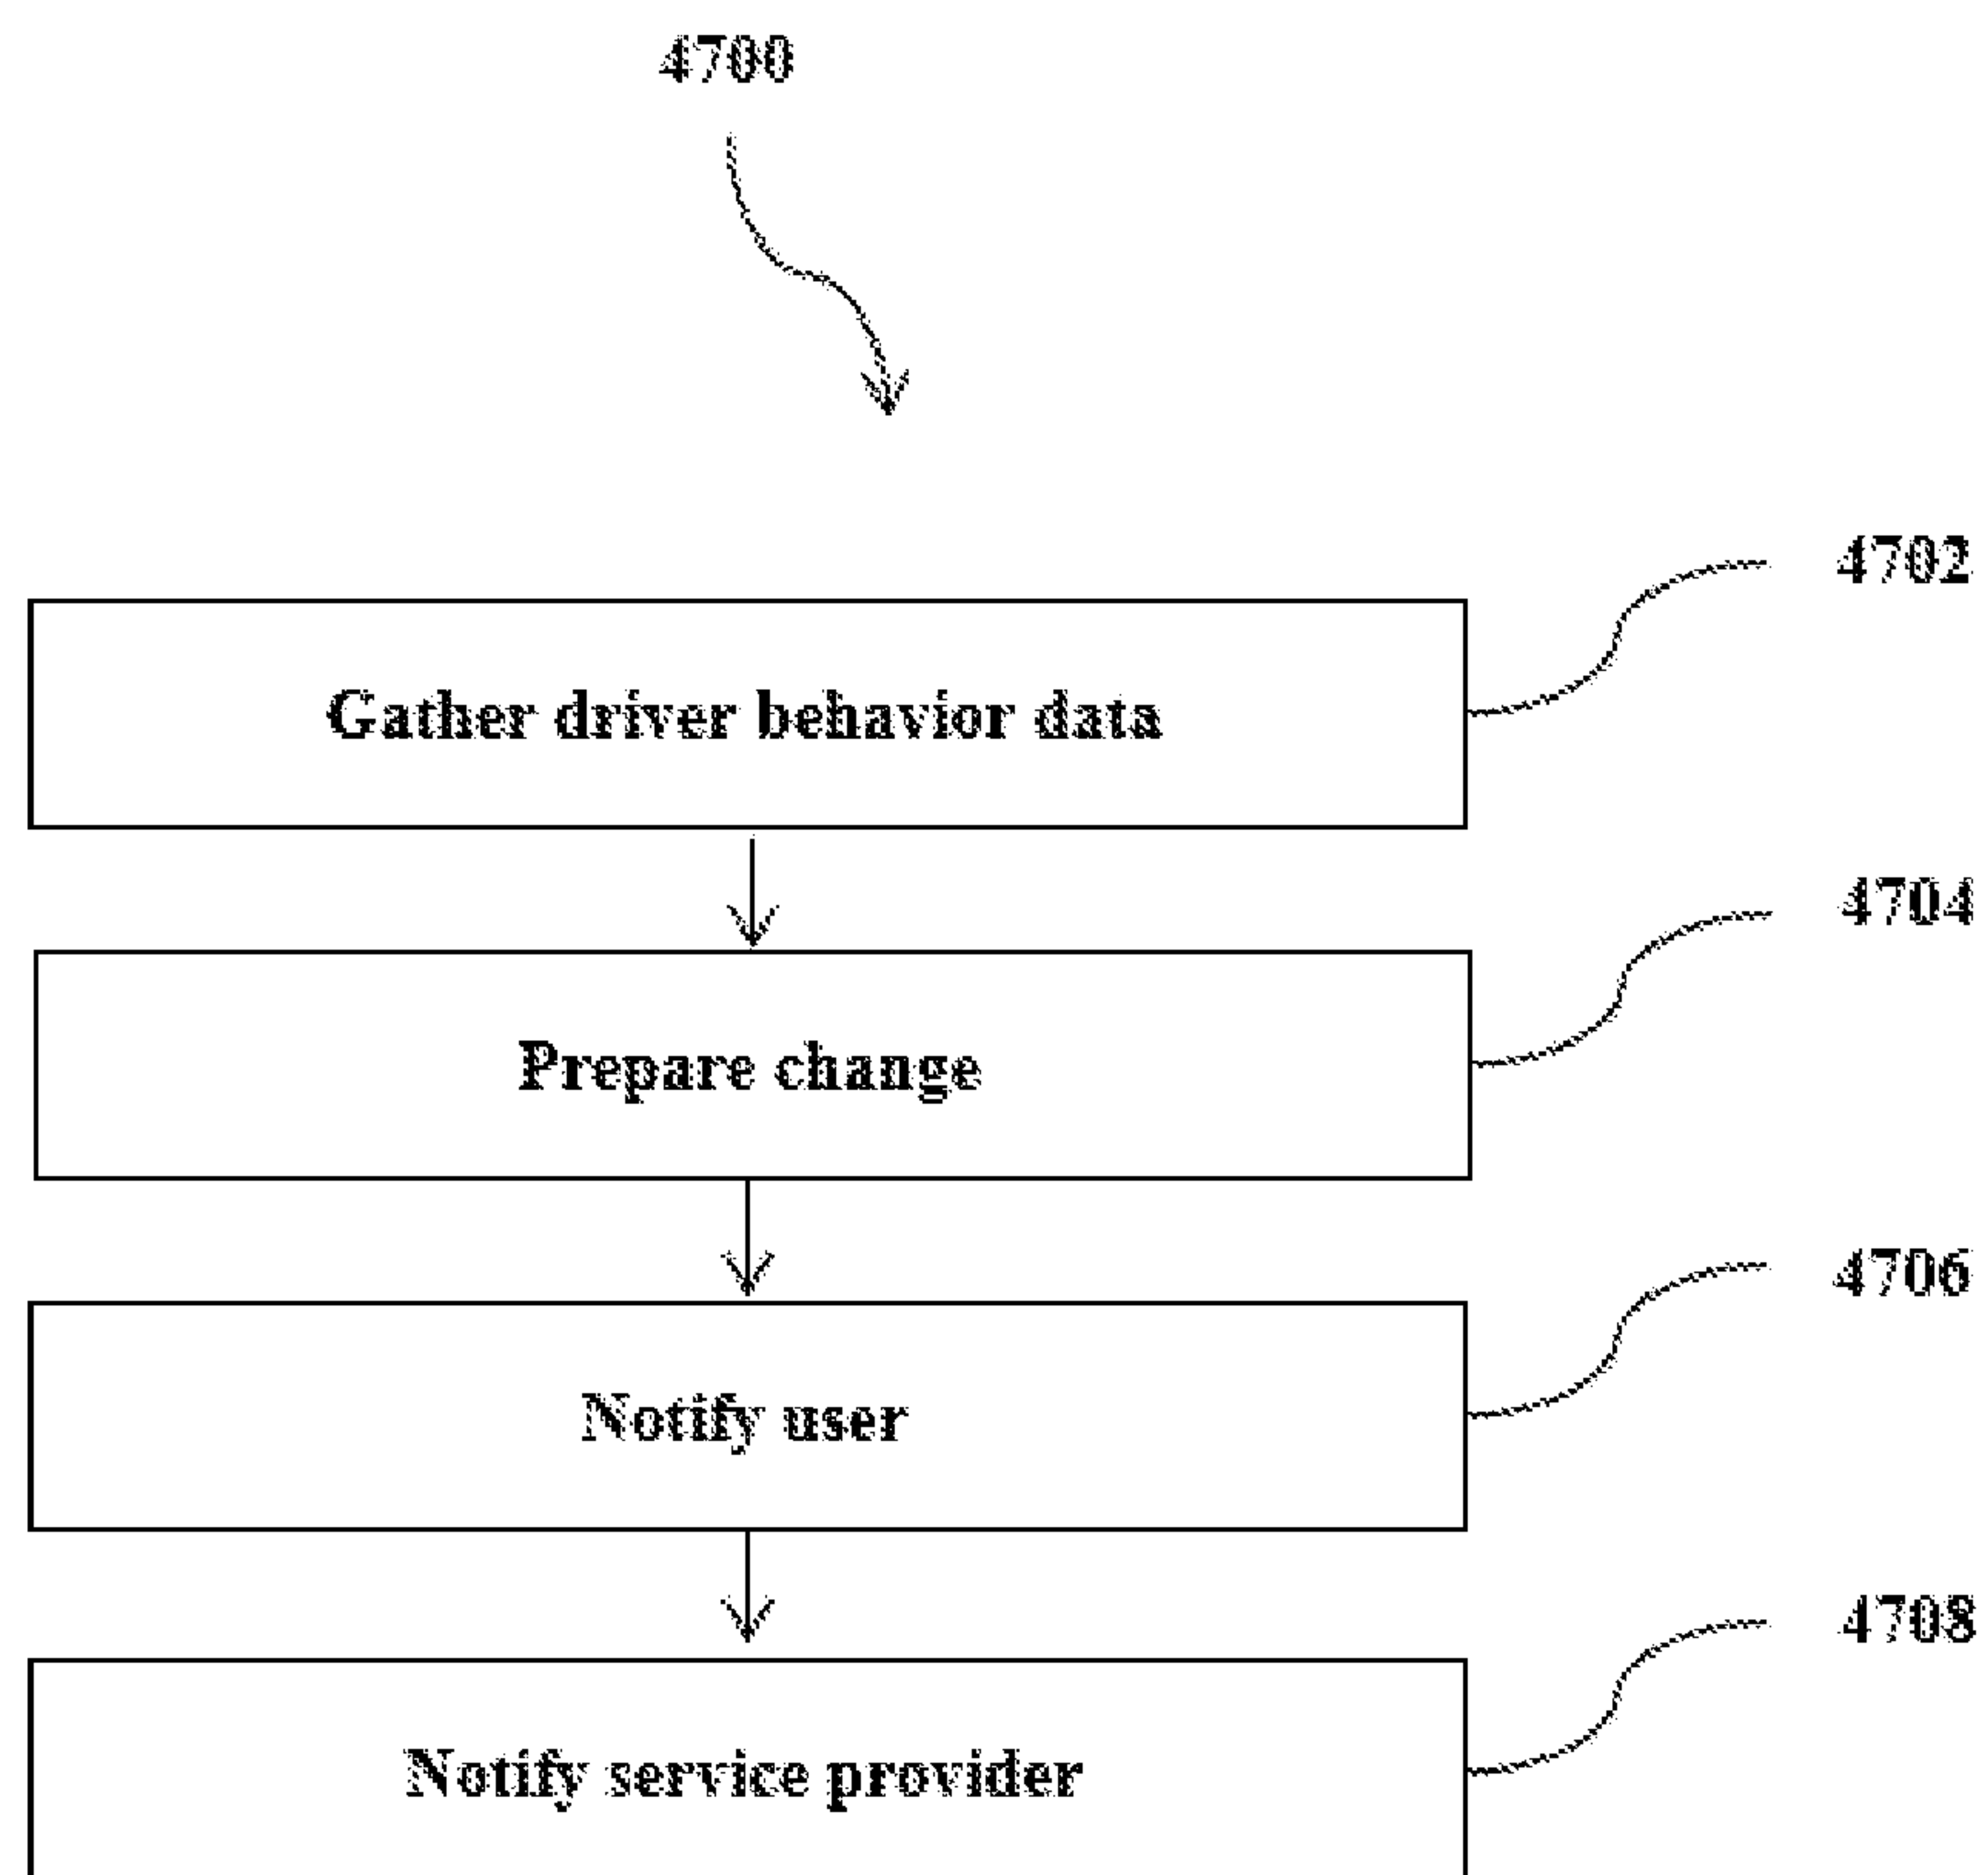 4700
4702
Gather driver behavior data
4704
Prepare change
4706
Notify user
4708
Notify service provider